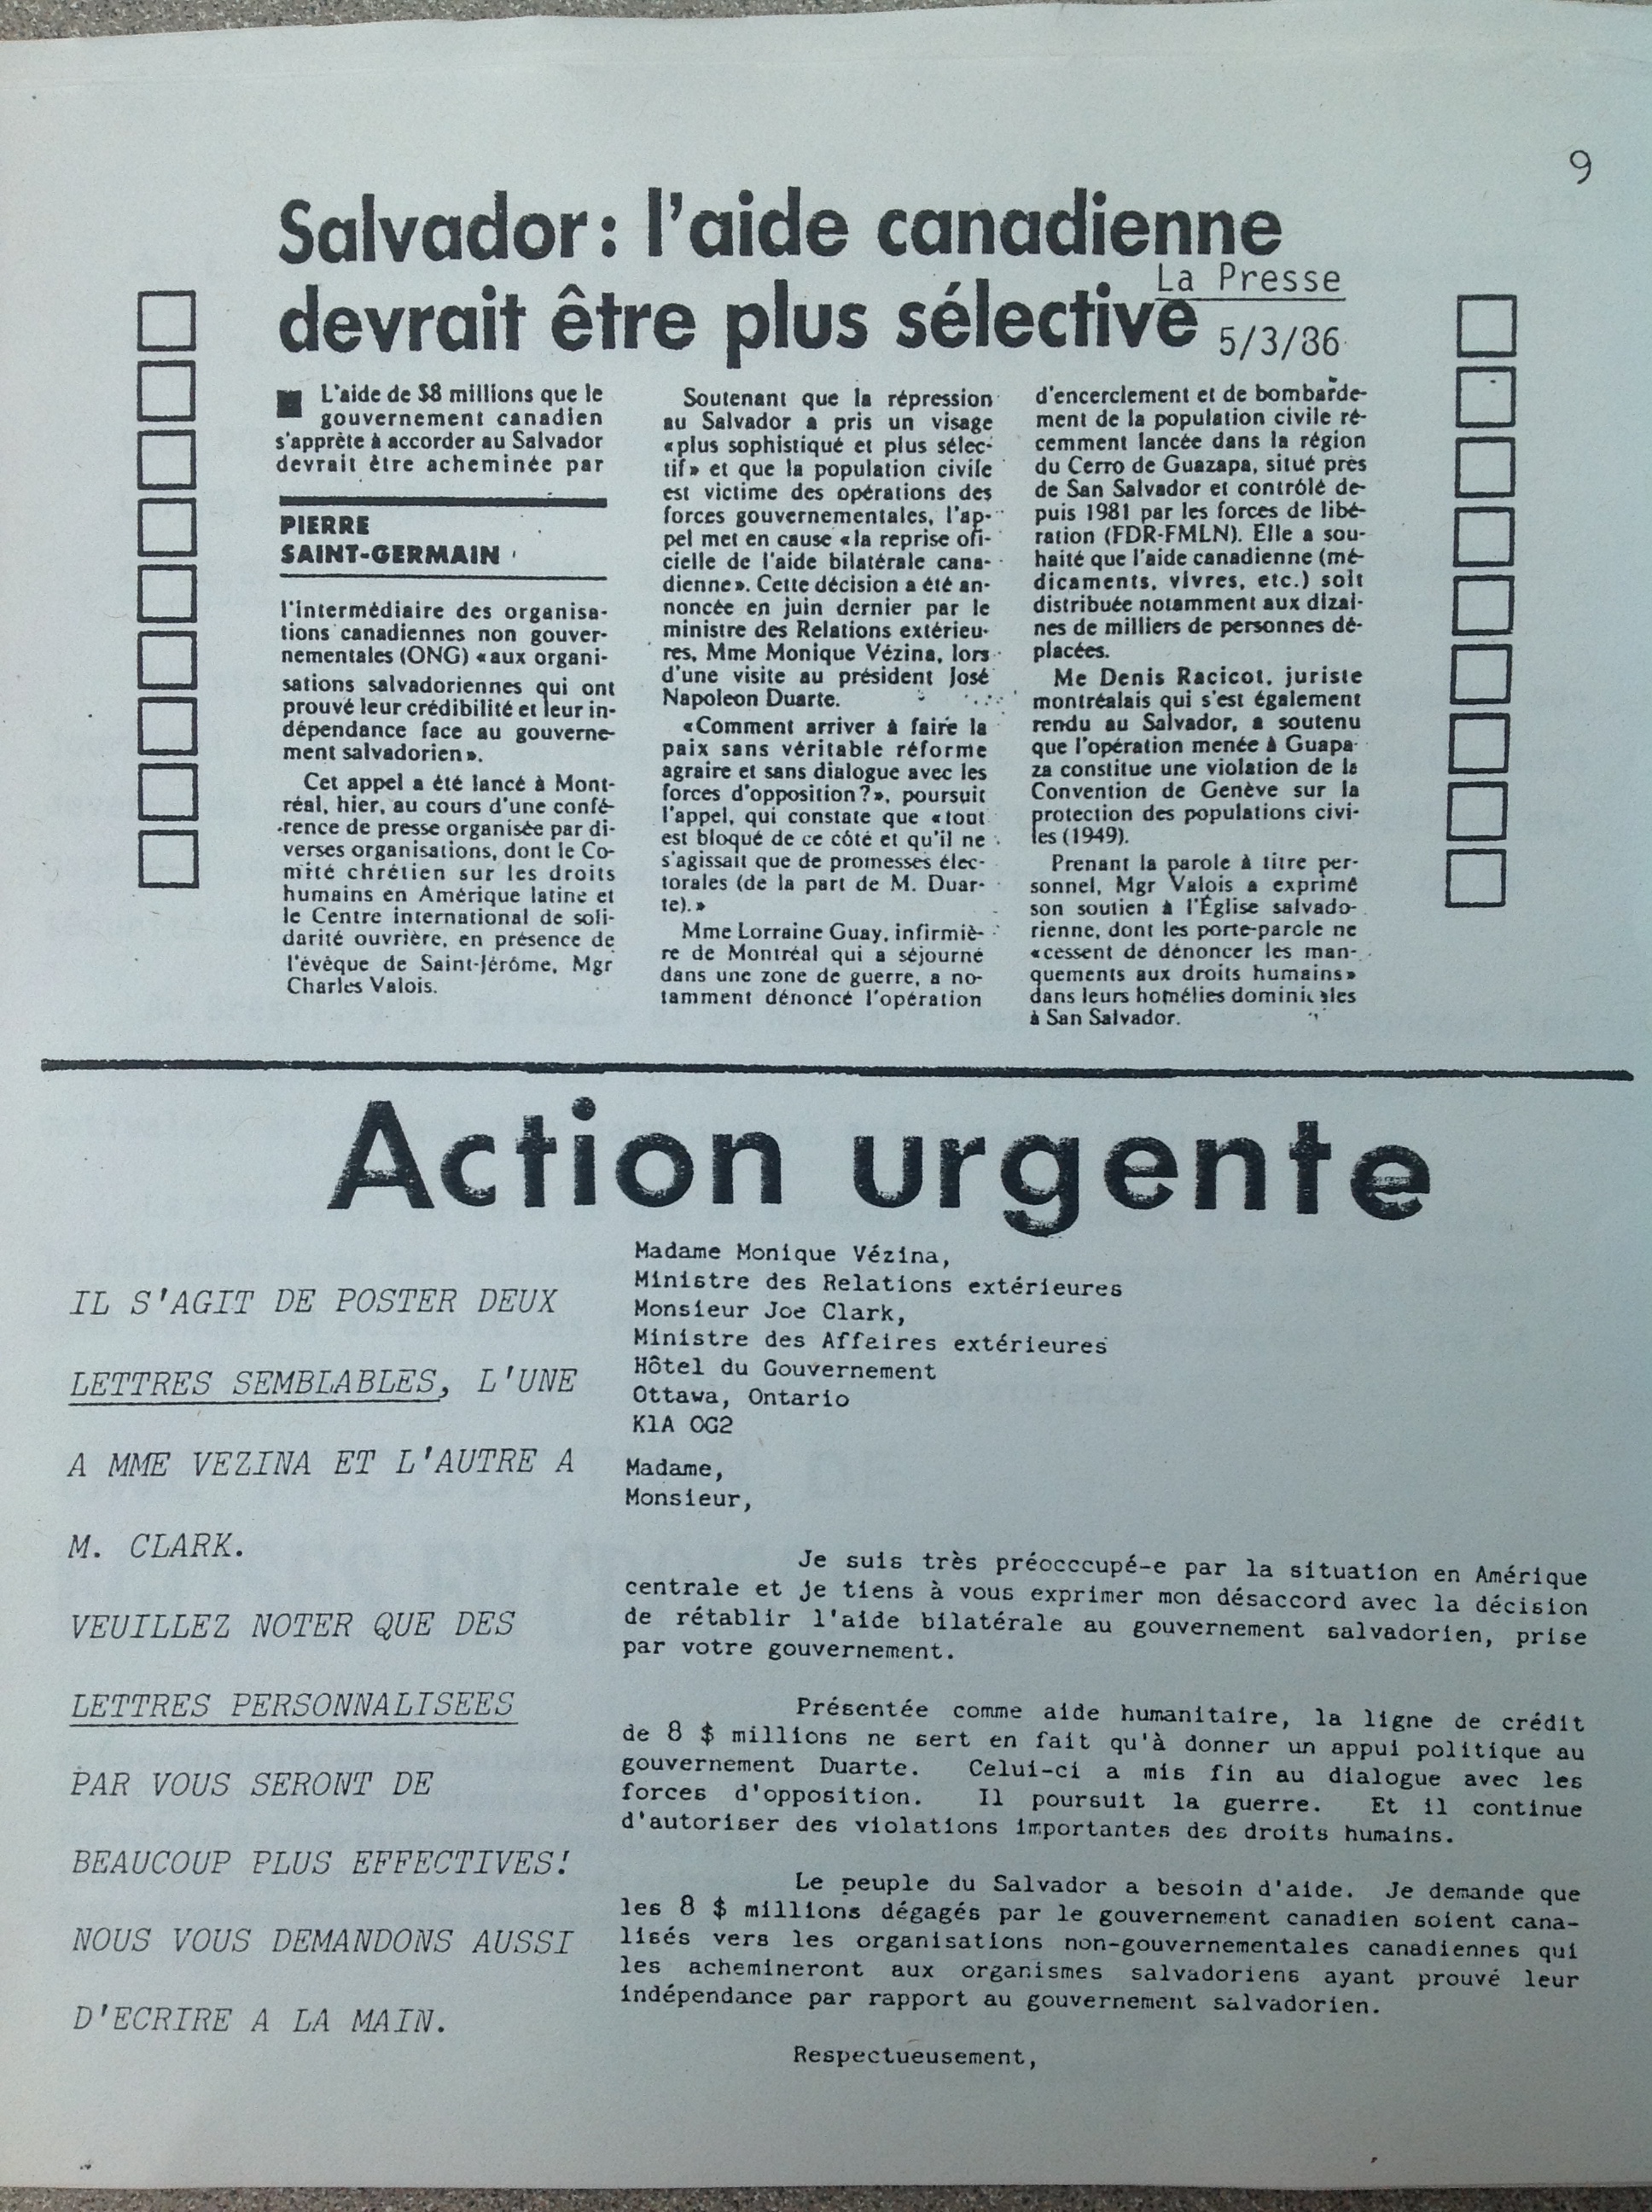 9
Salvador : l'aide canadienne
devrait être plus sélective
La Presse
5/3/86
L'aide de $8 millions que le
gouvernement canadien
s'apprête à accorder au Salvador
devrait être acheminée par
PIERRE
SAINT-GERMAIN
l'intermédiaire des organisa-
tions canadiennes non gouver-
nementales (ONG) «aux organi-
sations salvadoriennes qui ont
prouvé leur crédibilité et leur in-
dépendance face au gouverne-
ment salvadorien».
Cet appel a été lancé à Mont-
réal, hier, au cours d'une confé-
rence de presse organisée par di-
verses organisations, dont le Co-
mité chrétien sur les droits
humains en Amérique latine et
le Centre international de soli-
darité ouvrière, en présence de
l'évêque de Saint-Jérôme, Mgr
Charles Valois.
Soutenant que la répression
au Salvador a pris un visage
«plus sophistiqué et plus sélec-
tif» et que la population civile
est victime des opérations des
forces gouvernementales, l'ap-
pel met en cause «la reprise ofi-
cielle de l'aide bilatérale cana-
dienne». Cette décision a été an-
noncée en juin dernier par le
ministre des Relations extérieu-
res, Mme Monique Vézina, lors
d'une visite au président José
Napoleon Duarte.
«Comment arriver à faire la
paix sans véritable réforme
agraire et sans dialogue avec les
forces d'opposition?», poursuit
l'appel, qui constate que «tout
est bloqué de ce côté et qu'il ne
s'agissait que de promesses élec-
torales (de la part de M. Duar-
te).»
Mme Lorraine Guay, infirmiè-
re de Montréal qui a séjourné
dans une zone de guerre, a no-
tamment dénoncé l'opération
d'encerclement et de bombarde-
ment de la population civile ré-
cemment lancée dans la région
du Cerro de Guazapa, situé près
de San Salvador et contrôlé de-
puis 1981 par les forces de libé-
ration (FDR-FMLN). Elle a sou-
haité que l'aide canadienne (mé-
dicaments, vivres, etc.) soit
distribuée notamment aux dizai-
nes de milliers de personnes dé-
placées.
Me Denis Racicot, juriste
montréalais qui s'est également
rendu au Salvador, a soutenu
que l'opération menée à Guapa-
za constitue une violation de la
Convention de Genève sur la
protection des populations civi-
les (1949).
Prenant la parole à titre per-
sonnel, Mgr Valois a exprimé
son soutien à l'Église salvado-
rienne, dont les porte-parole ne
«cessent de dénoncer les man-
quements aux droits humains»
dans leurs homélies dominicales
à San Salvador.
Action urgente
IL S'AGIT DE POSTER DEUX
LETTRES SEMBLABLES, L'UNE
A MME VEZINA ET L'AUTRE A
M. CLARK.
VEUILLEZ NOTER QUE DES
LETTRES PERSONNALISEES
PAR VOUS SERONT DE
BEAUCOUP PLUS EFFECTIVES!
NOUS VOUS DEMANDONS AUSSI
D'ECRIRE A LA MAIN.
Madame Monique Vézina,
Ministre des Relations extérieures
Monsieur Joe Clark,
Ministre des Affaires extérieures
Hôtel du Gouvernement
Ottawa, Ontario
K1A OG2
Madame,
Monsieur,
Je suis très préocccupé-e par la situation en Amérique
centrale et je tiens à vous exprimer mon désaccord avec la décision
de rétablir l'aide bilatérale au gouvernement salvadorien, prise
par votre gouvernement.
Présentée comme aide humanitaire, la ligne de crédit
de 8 $ millions ne sert en fait qu'à donner un appui politique au
gouvernement Duarte. Celui-ci a mis fin au dialogue avec les
forces d'opposition. Il poursuit la guerre. Et il continue
d'autoriser des violations importantes des droits humains.
Le peuple du Salvador a besoin d'aide. Je demande que
les 8 $ millions dégagés par le gouvernement canadien soient cana-
lisés vers les organisations non-gouvernementales canadiennes qui
les achemineront aux organismes salvadoriens ayant prouvé leur
indépendance par rapport au gouvernement salvadorien.
Respectueusement,